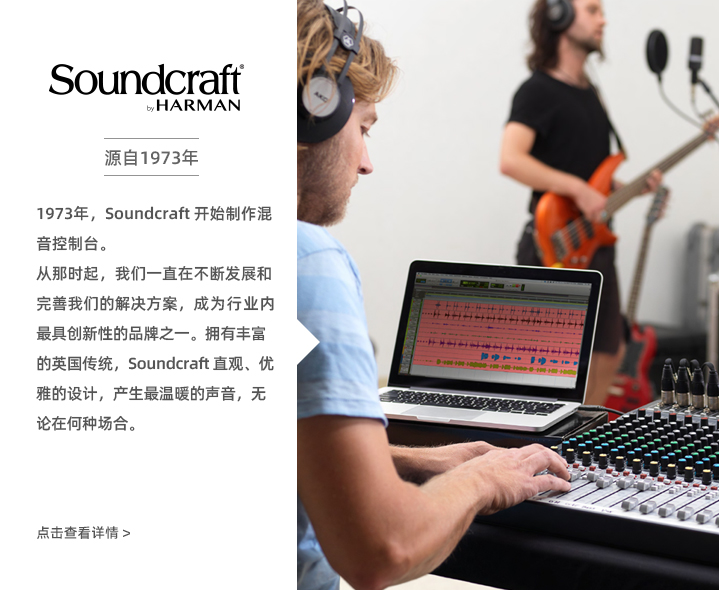 Soundcraft®
by HARMAN
源自1973年
1973年，Soundcraft 开始制作混
音控制台。
从那时起，我们一直在不断发展和
完善我们的解决方案，成为行业内
最具创新性的品牌之一。拥有丰富
的英国传统，Soundcraft 直观、优
雅的设计，产生最温暖的声音，无
论在何种场合。
点击查看详情 >
AKG